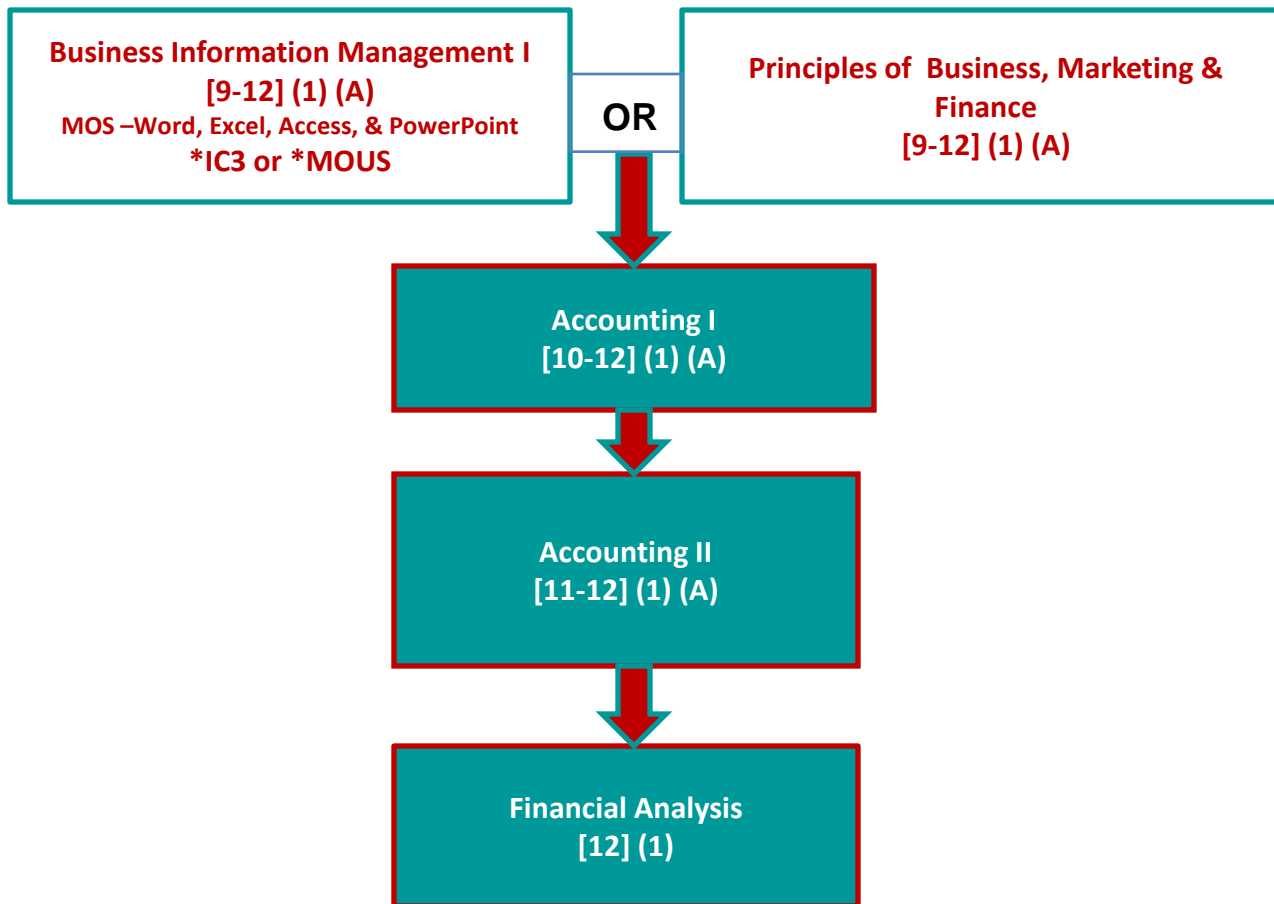 Business Information Management I
[9-12] (1) (A)
MOS –Word, Excel, Access, & PowerPoint
*IC3 or *MOUS
OR
Principles of  Business, Marketing &
Finance
[9-12] (1) (A)
Accounting I
[10-12] (1) (A)
Accounting II
[11-12] (1) (A)
Financial Analysis
[12] (1)